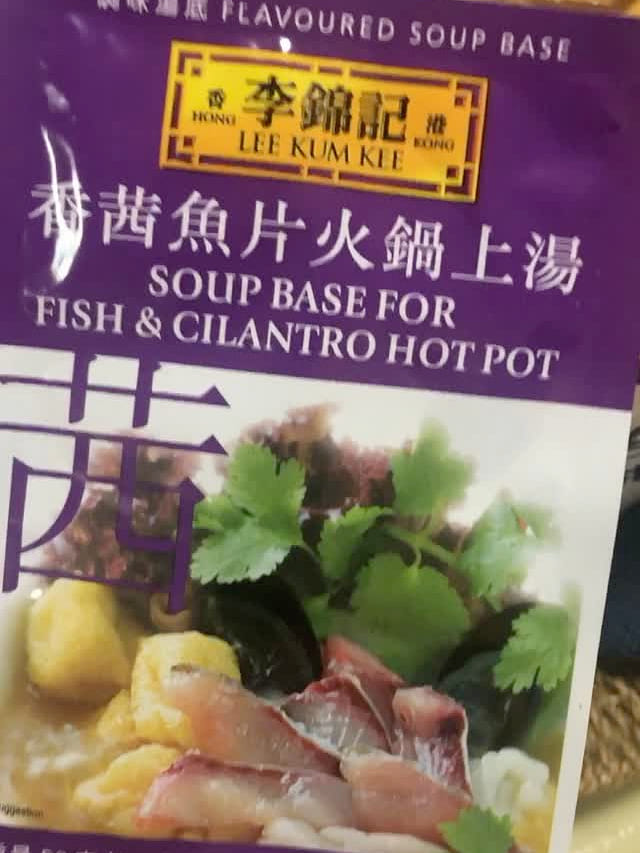 FLAVOURED SOUP BASE
香港 李錦記
HONG KONG
LEE KUM KEE
香茜魚片火鍋上湯
SOUP BASE FOR
FISH & CILANTRO HOT POT
茜